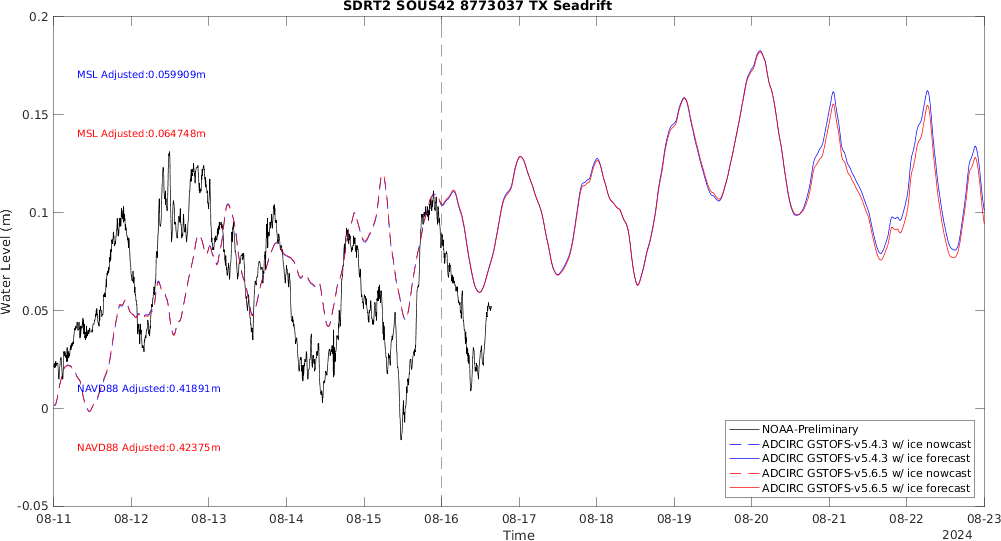 SDRT2 SOUS42 8773037 TX Seadrift
0.2
0.15
0.1
0.05
0
-0.05
Water Level (m)
MSL Adjusted:0.059909m
MSL Adjusted:0.064748m
NAVD88 Adjusted:0.41891m
NAVD88 Adjusted:0.42375m
NOAA-Preliminary
ADCIRC GSTOFS-v5.4.3 w/ ice nowcast
ADCIRC GSTOFS-v5.4.3 w/ ice forecast
ADCIRC GSTOFS-v5.6.5 w/ ice nowcast
ADCIRC GSTOFS-v5.6.5 w/ ice forecast
08-11 08-12 08-13 08-14 08-15 08-16 08-17 08-18 08-19 08-20 08-21 08-22 08-23
Time
2024